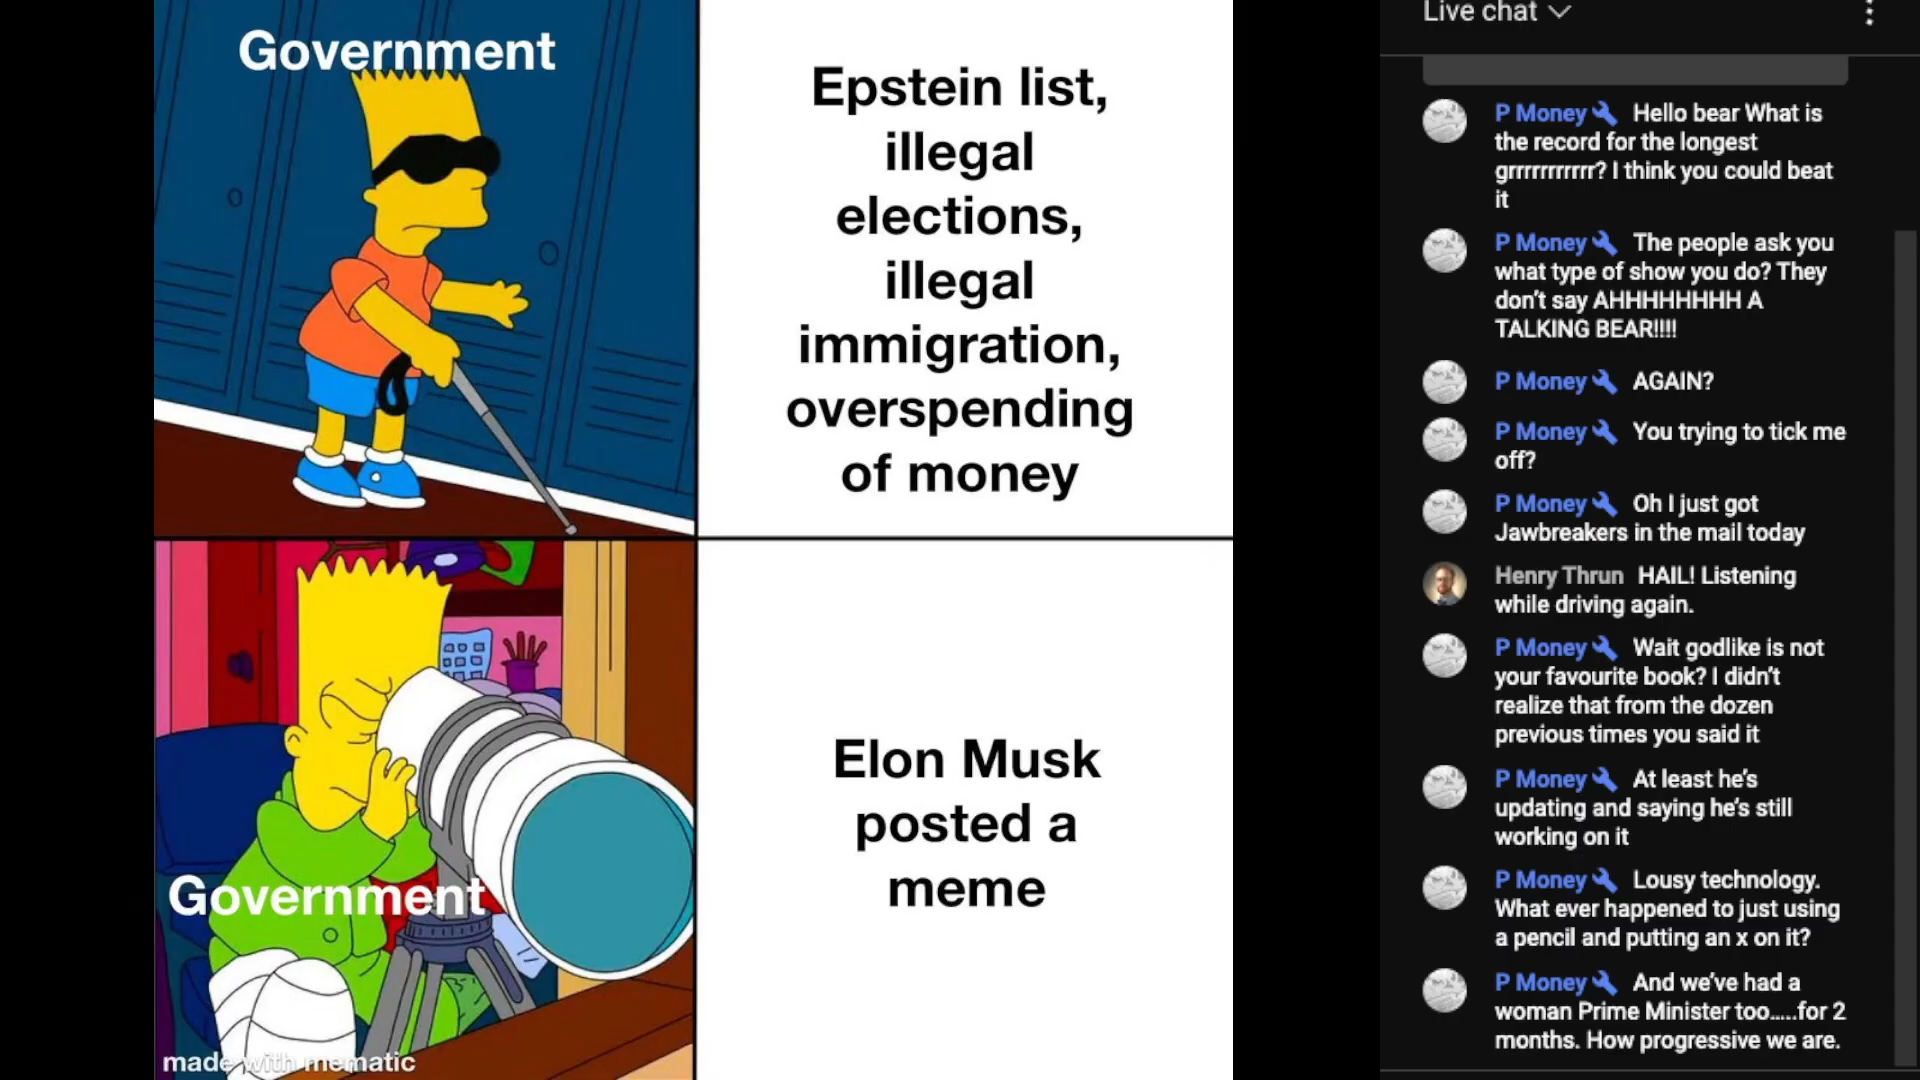 Government
Epstein list,
illegal
elections,
illegal
immigration,
overspending
of money
Government
Elon Musk
posted a
meme
made with mematic
Live chat
P Money Hello bear What is
the record for the longest
grrrrrrrrrrr? I think you could beat
it
P Money The people ask you
what type of show you do? They
don't say AHHHHHHHH A
TALKING BEAR!!!!
P Money AGAIN?
P Money You trying to tick me
off?
P Money Oh I just got
Jawbreakers in the mail today
Henry Thrun HAIL! Listening
while driving again.
P Money Wait godlike is not
your favourite book? I didn't
realize that from the dozen
previous times you said it
P Money At least he's
updating and saying he's still
working on it
P Money Lousy technology.
What ever happened to just using
a pencil and putting an x on it?
P Money And we've had a
woman Prime Minister too.....for 2
months. How progressive we are.